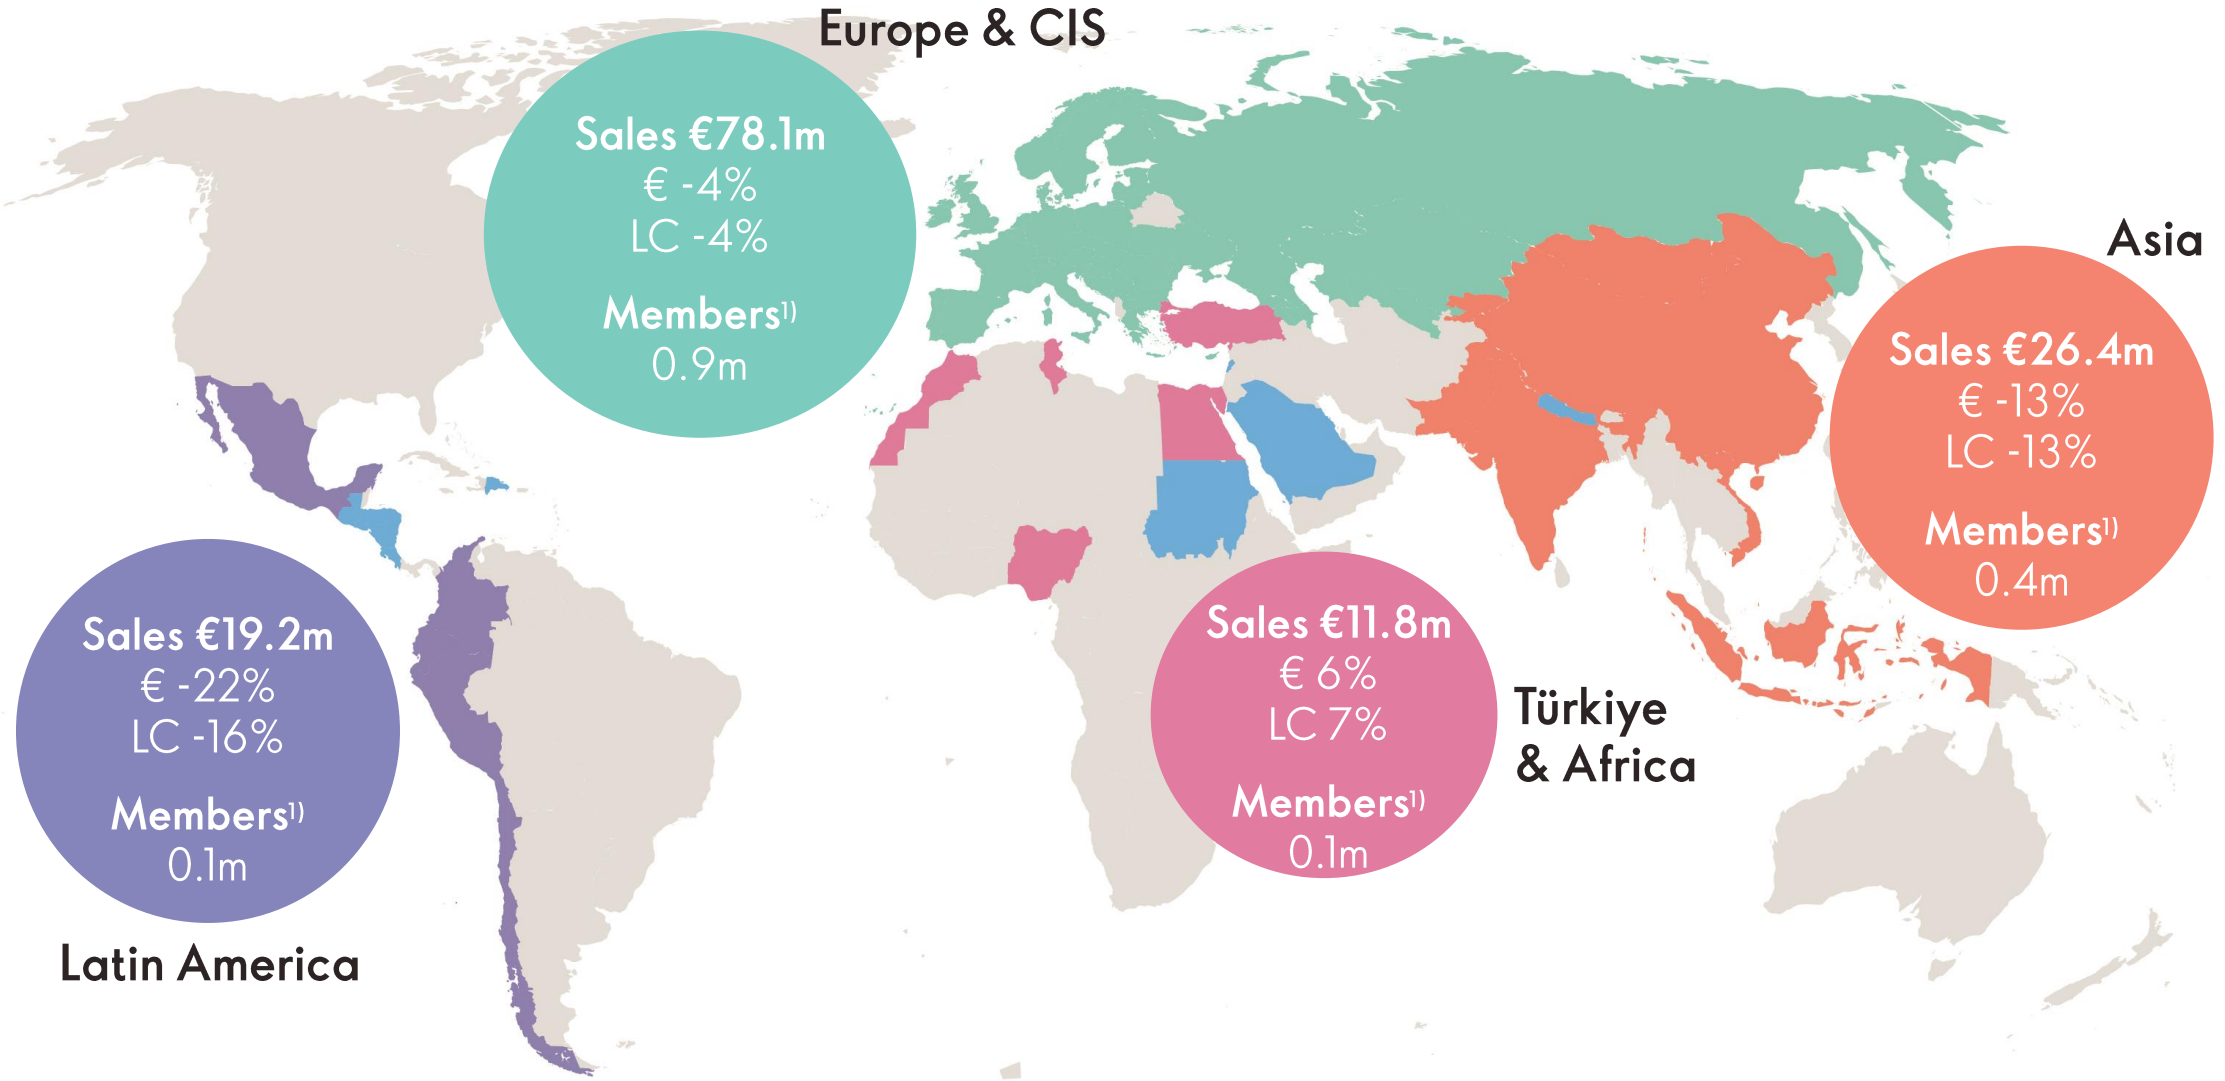 Europe & CIS
Sales €78.1m
€ -4%
LC -4%
Members¹⁾
0.9m
Asia
Sales €26.4m
€ -13%
LC -13%
Members¹⁾
0.4m
Sales €19.2m
€ -22%
LC -16%
Members¹⁾
0.1m
Latin America
Sales €11.8m
€ 6%
LC 7%
Members¹⁾
0.1m
Türkiye
& Africa